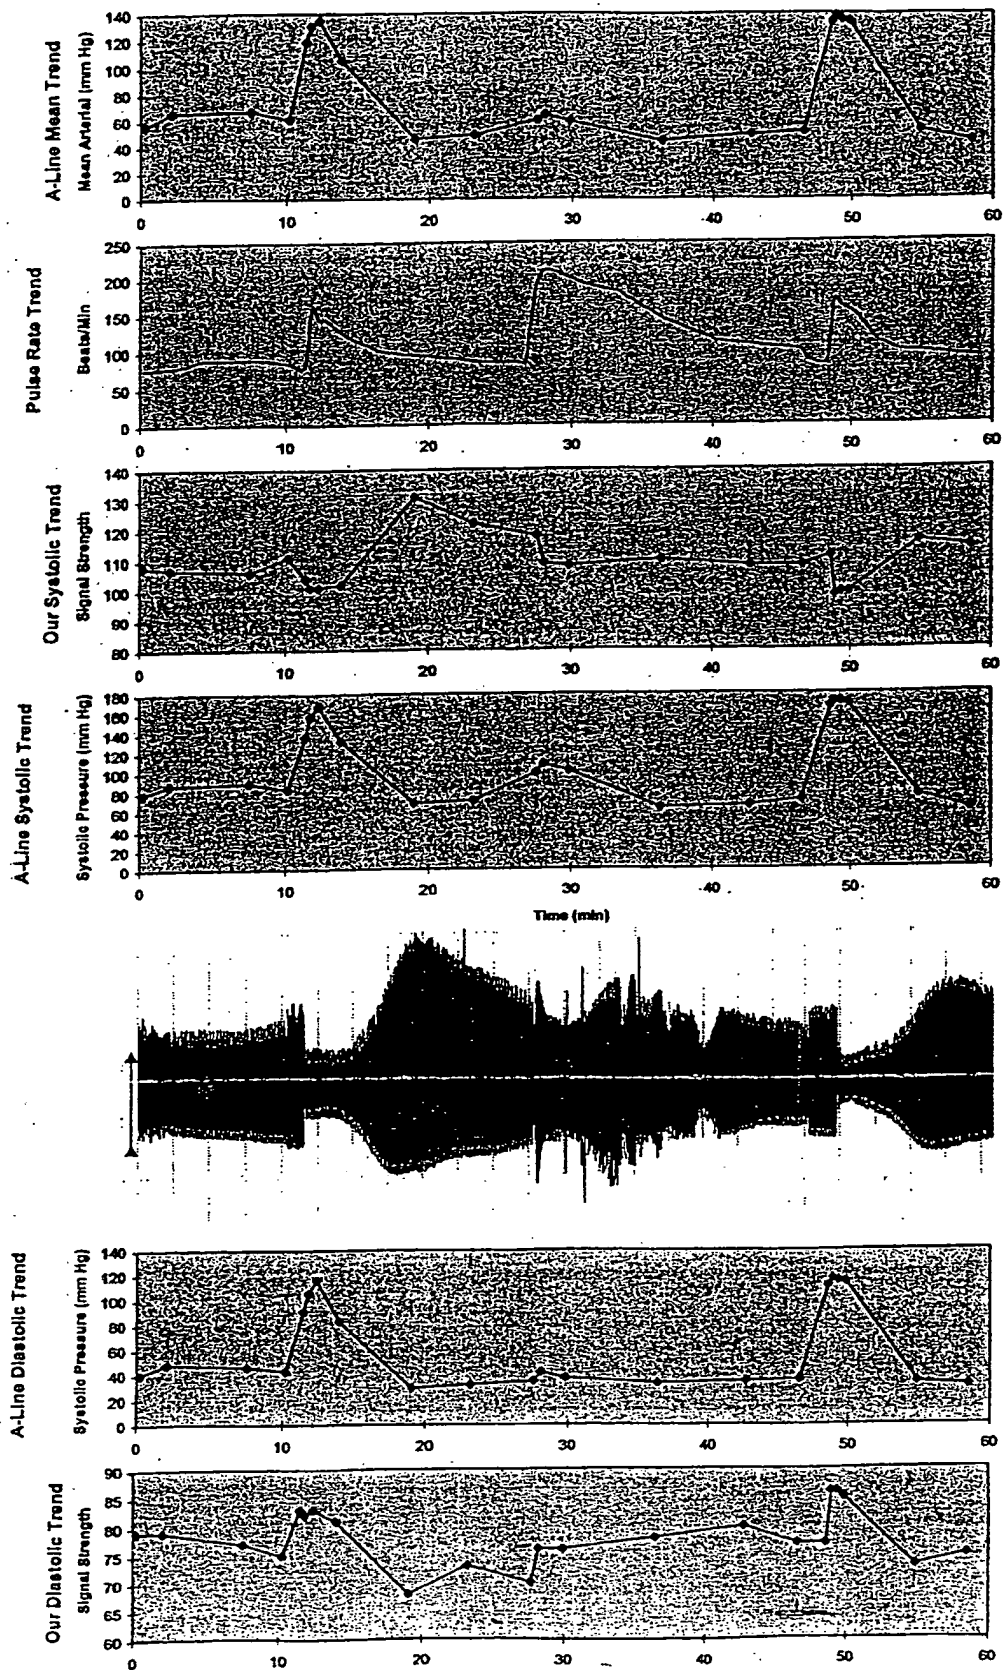 A-Line Mean Trend
Mean Arterial (mm Hg)
140
120
100
80
60
40
20
0
0 10 20 30 40 50 60
Pulse Rate Trend
Beats/Min
250
200
150
100
50
0
0 10 20 30 40 50 60
Our Systolic Trend
Signal Strength
140
130
120
110
100
90
80
0 10 20 30 40 50 60
A-Line Systolic Trend
Systolic Pressure (mm Hg)
180
160
140
120
100
80
60
40
20
0
0 10 20 30 40 50 60
Time (min)
A-Line Diastolic Trend
Systolic Pressure (mm Hg)
140
120
100
80
60
40
20
0
0 10 20 30 40 50 60
Our Diastolic Trend
Signal Strength
90
85
80
75
70
65
60
0 10 20 30 40 50 60